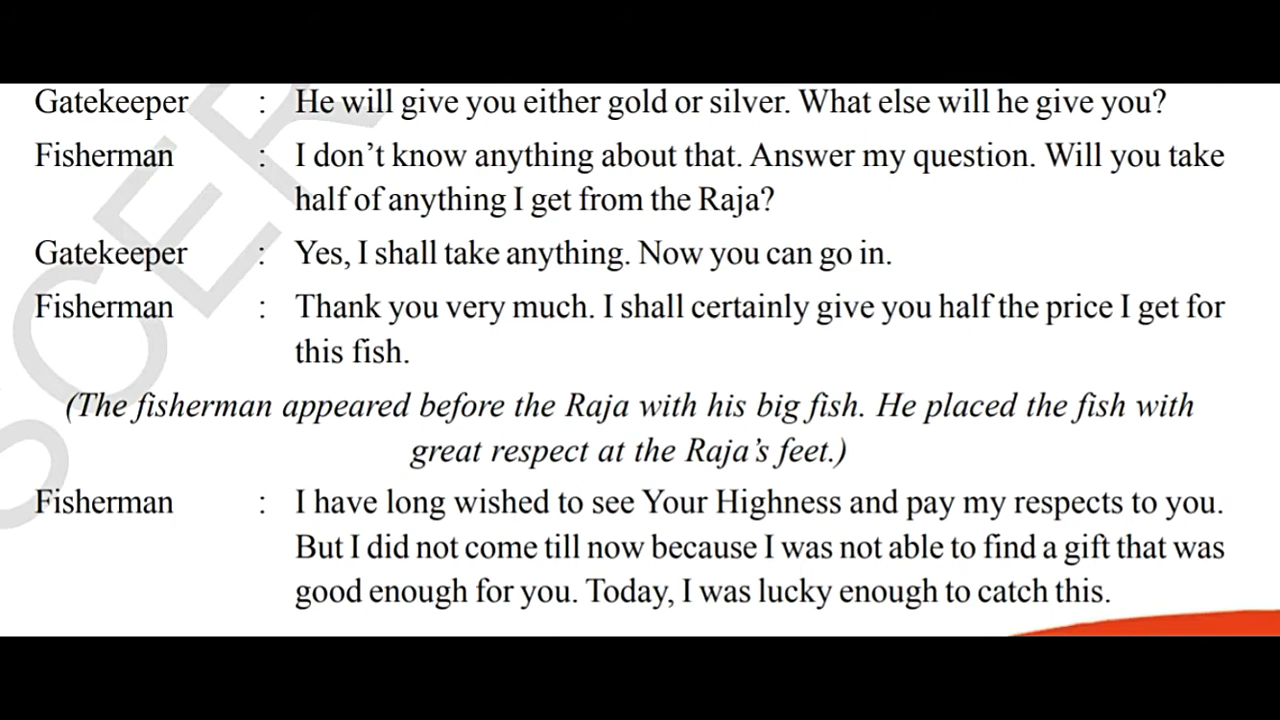 Gatekeeper : He will give you either gold or silver. What else will he give you?
Fisherman : I don't know anything about that. Answer my question. Will you take
half of anything I get from the Raja?
Gatekeeper : Yes, I shall take anything. Now you can go in.
Fisherman : Thank you very much. I shall certainly give you half the price I get for
this fish.
(The fisherman appeared before the Raja with his big fish. He placed the fish with
great respect at the Raja's feet.)
Fisherman : I have long wished to see Your Highness and pay my respects to you.
But I did not come till now because I was not able to find a gift that was
good enough for you. Today, I was lucky enough to catch this.
SCER